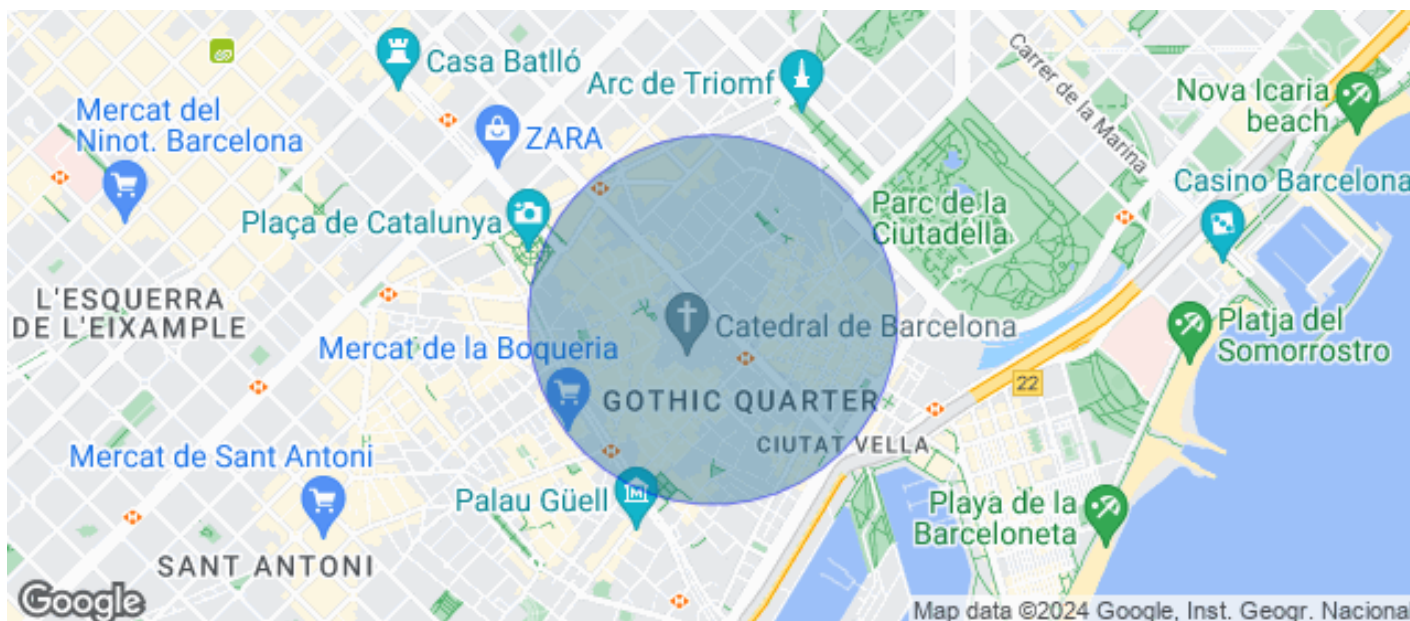 Casa Batlló
Arc de Triomf
Carrer de la Marina
Nova Icaria
beach
Mercat del
Ninot. Barcelona
ZARA
Casino Barcelona
Plaça de Catalunya
Parc de la
Ciutadella
L'ESQUERRA
DE L'EIXAMPLE
Catedral de Barcelona
Platja del
Somorrostro
Mercat de la Boqueria
22
GOTHIC QUARTER
CIUTAT VELLA
Mercat de Sant Antoni
Palau Güell
M
Playa de la
Barceloneta
SANT ANTONI
Google
Map data ©2024 Google, Inst. Geogr. Nacional